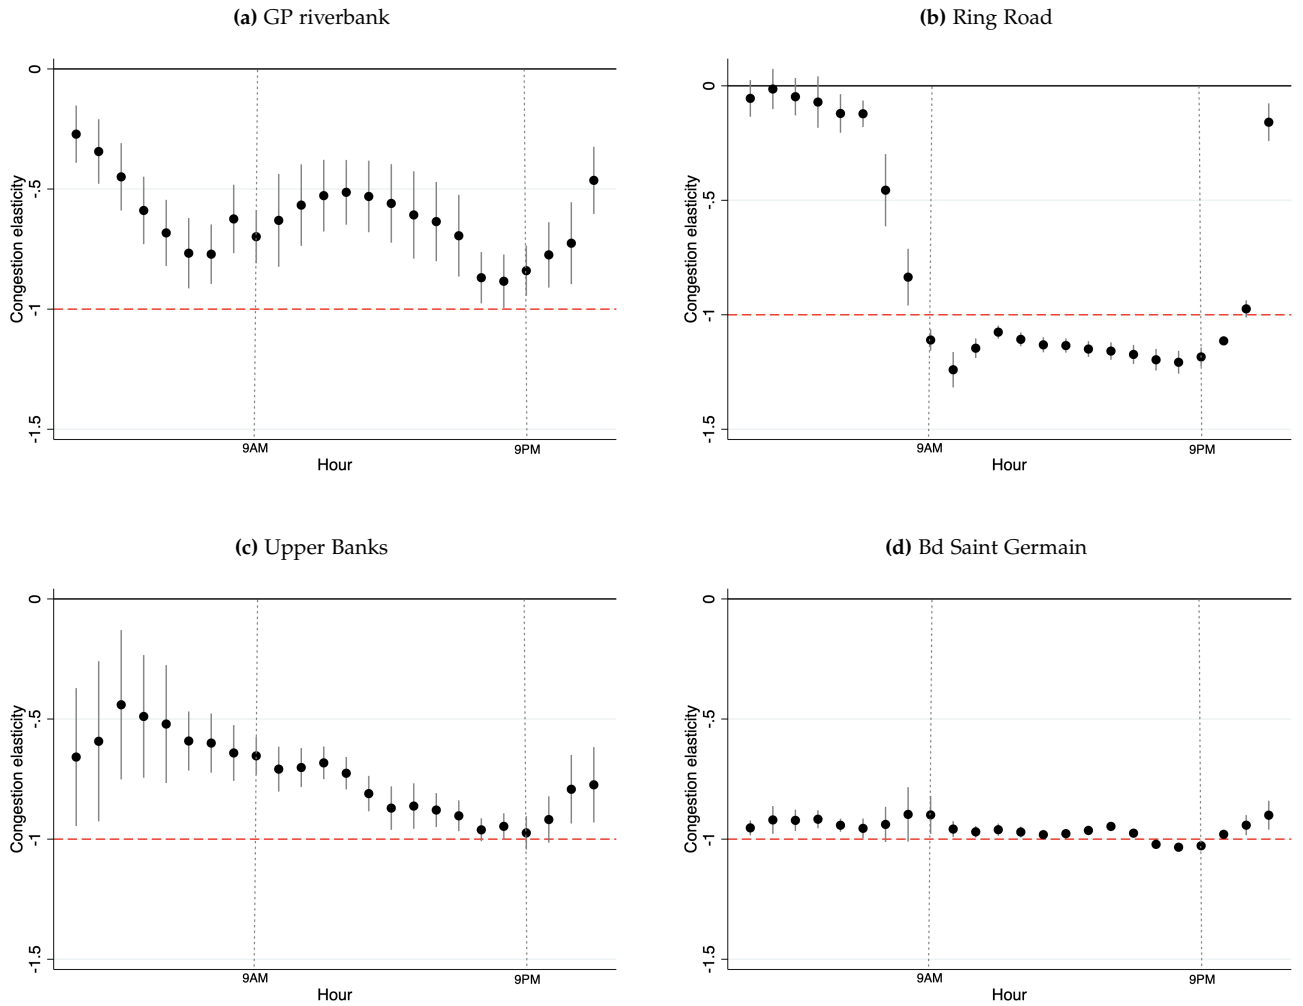 (a) GP riverbank
(b) Ring Road
0
-.5
-1
-1.5
Congestion elasticity
9AM
9PM
Hour
0
-.5
-1
-1.5
Congestion elasticity
9AM
9PM
Hour
(c) Upper Banks
(d) Bd Saint Germain
0
-.5
-1
-1.5
Congestion elasticity
9AM
9PM
Hour
0
-.5
-1
-1.5
Congestion elasticity
9AM
9PM
Hour